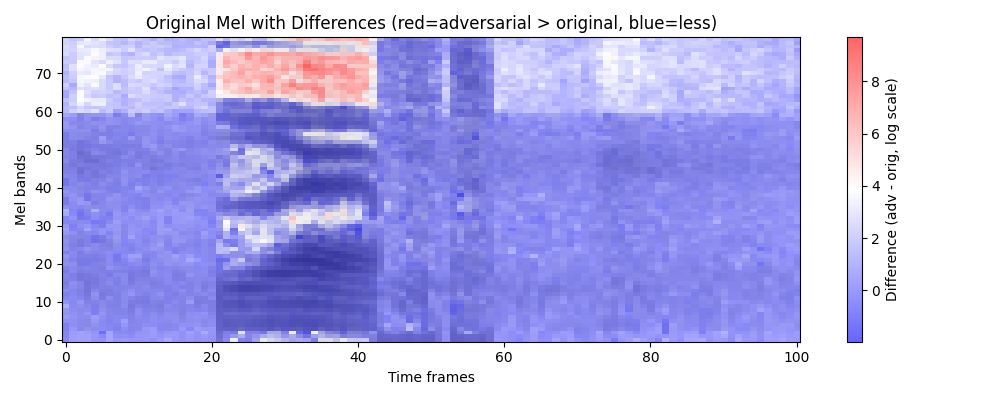 Original Mel with Differences (red=adversarial > original, blue=less)
Mel bands
70
60
50
40
30
20
10
0
0 20 40 60 80 100
Time frames
8
6
4
2
0
Difference (adv - orig, log scale)